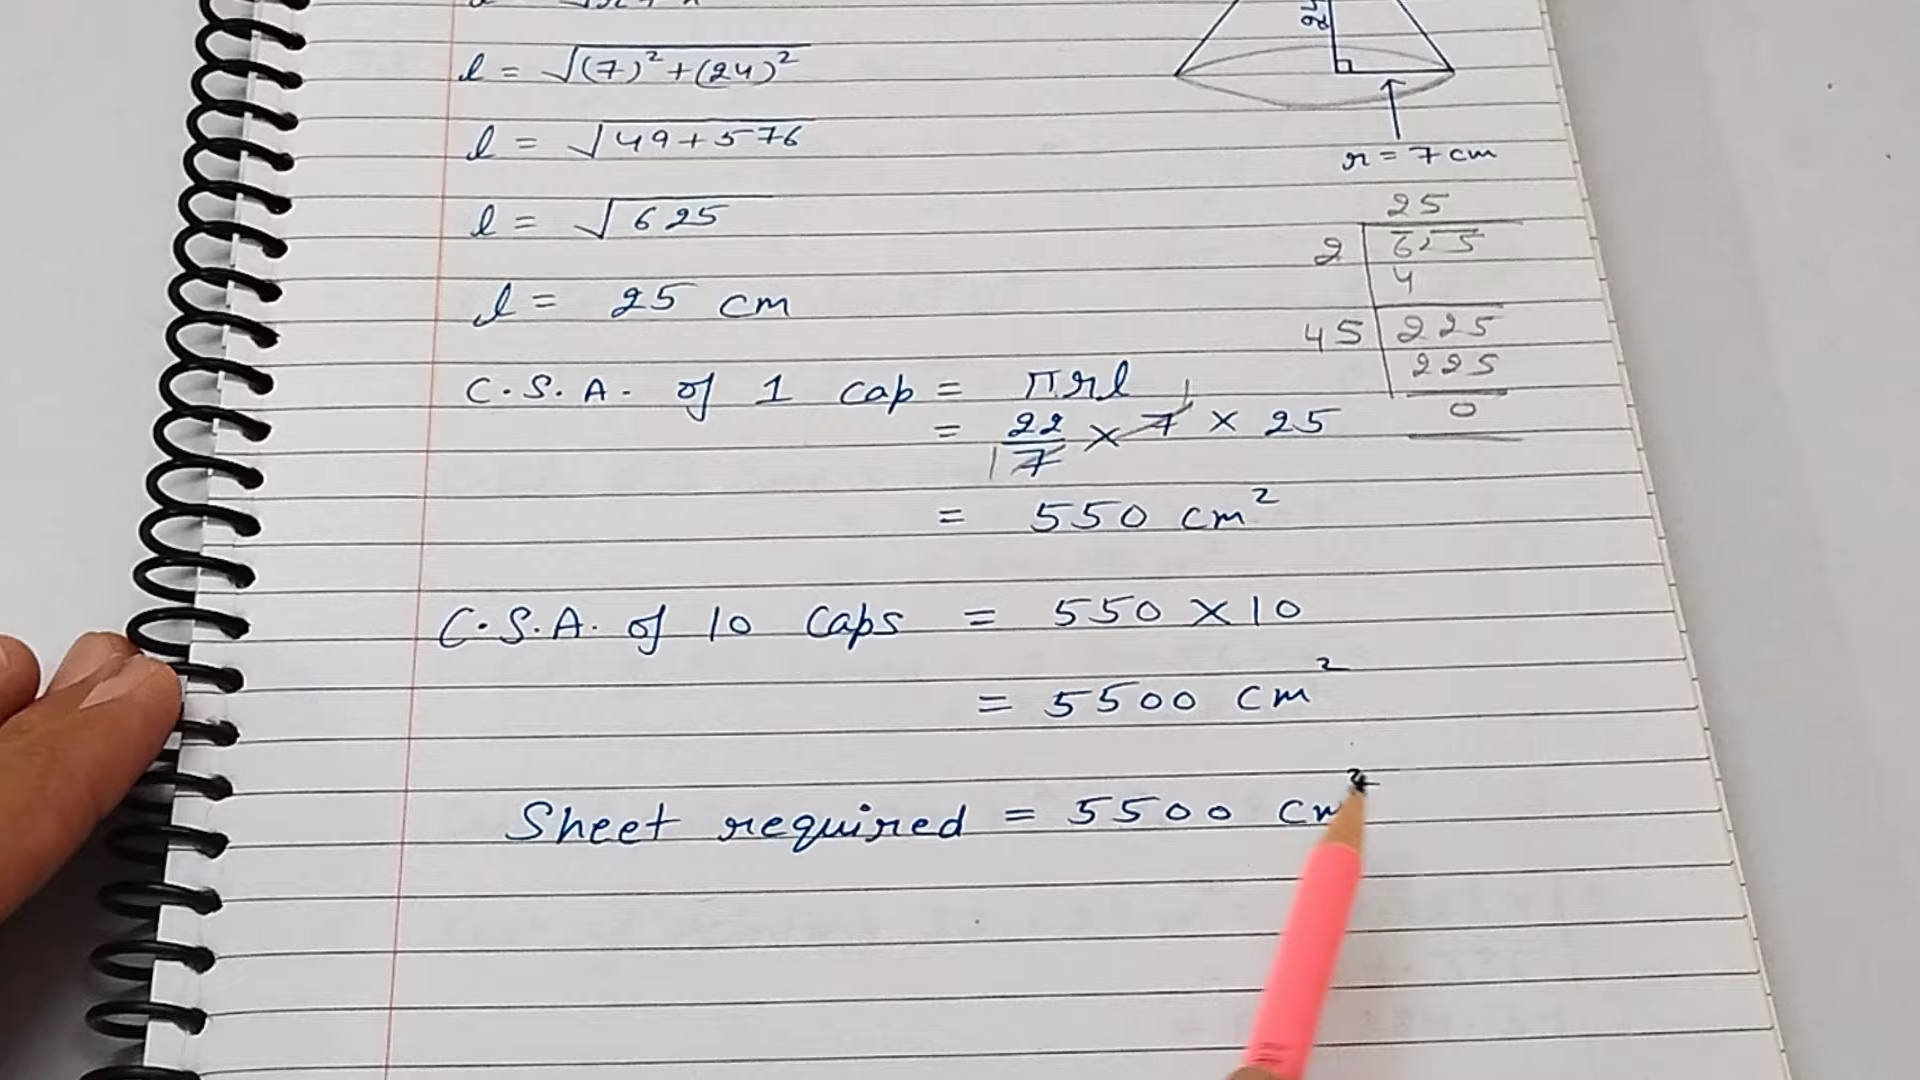 l = √(7)² + (24)²
l = √49 + 576
r = 7 cm
l = √625
25
2 625
4
l = 25 cm
45 225
225
0
C.S.A. of 1 cap = πrl
= 22/7 × 7 × 25
= 550 cm²
C.S.A. of 10 caps = 550 × 10
= 5500 cm²
Sheet required = 5500 cm²